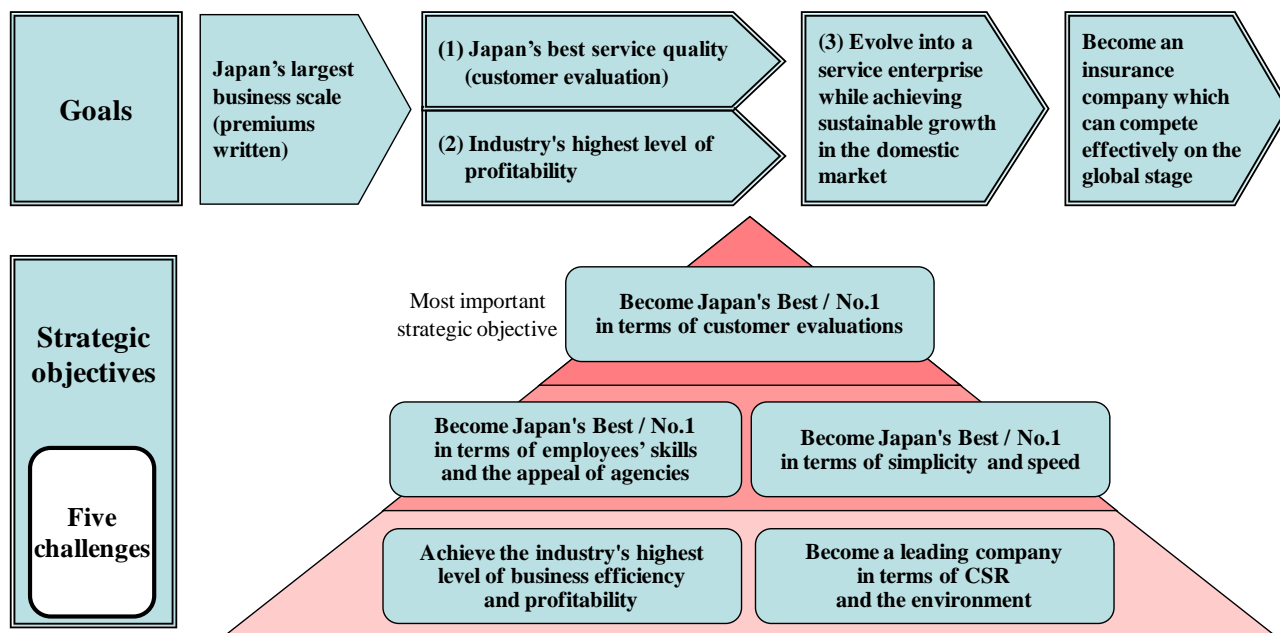 Goals
Japan’s largest
business scale
(premiums
written)
(1) Japan’s best service quality
(customer evaluation)
(2) Industry's highest level of
profitability
(3) Evolve into a
service enterprise
while achieving
sustainable growth
in the domestic
market
Become an
insurance
company which
can compete
effectively on the
global stage
Strategic
objectives
Five
challenges
Most important
strategic objective
Become Japan's Best / No.1
in terms of customer evaluations
Become Japan's Best / No.1
in terms of employees’ skills
and the appeal of agencies
Become Japan's Best / No.1
in terms of simplicity and speed
Achieve the industry's highest
level of business efficiency
and profitability
Become a leading company
in terms of CSR
and the environment